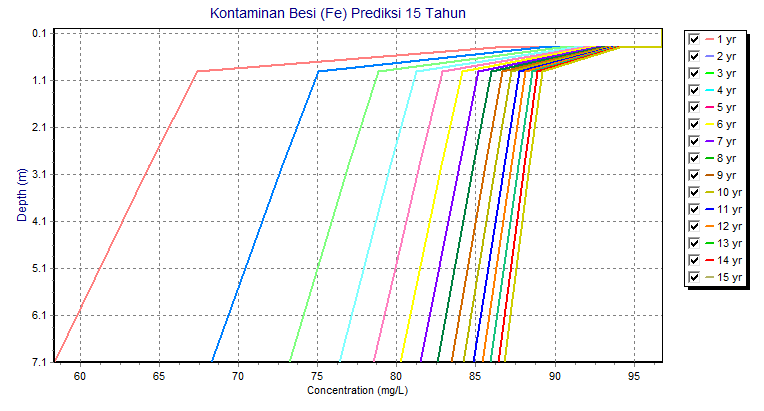 Kontaminan Besi (Fe) Prediksi 15 Tahun
Depth (m)
0.1
1.1
2.1
3.1
4.1
5.1
6.1
7.1
60 65 70 75 80 85 90 95
Concentration (mg/L)
1 yr
2 yr
3 yr
4 yr
5 yr
6 yr
7 yr
8 yr
9 yr
10 yr
11 yr
12 yr
13 yr
14 yr
15 yr